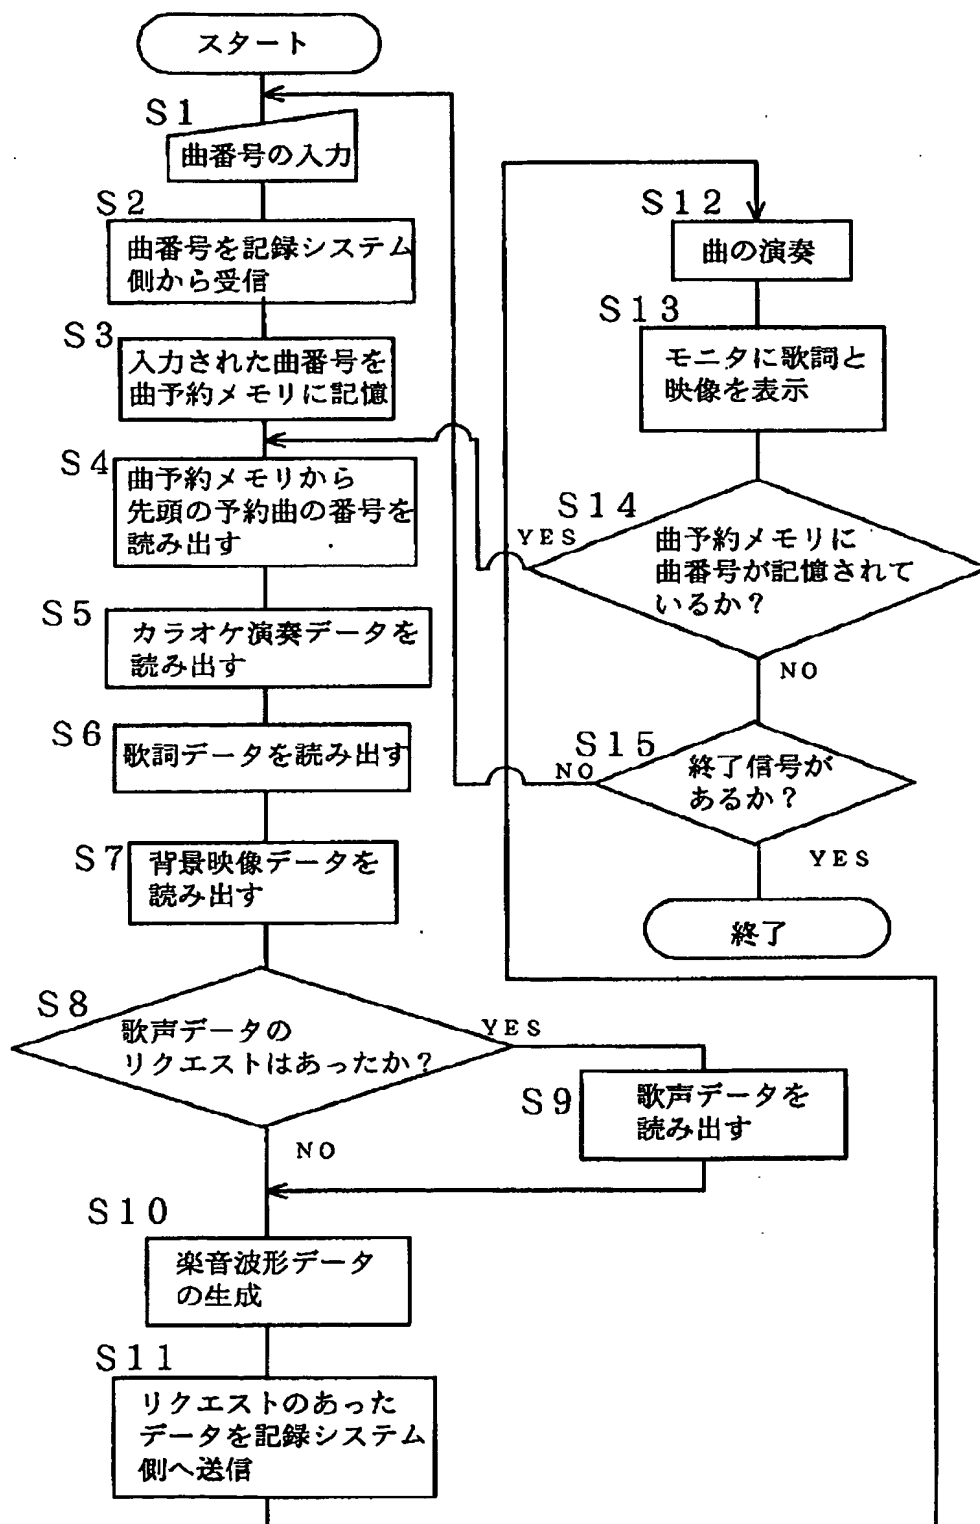 スタート
S1
曲番号の入力
S2
曲番号を記録システム
側から受信
S3
入力された曲番号を
曲予約メモリに記憶
S4
曲予約メモリから
先頭の予約曲の番号を
読み出す
S5
カラオケ演奏データを
読み出す
S6
歌詞データを読み出す
S7
背景映像データを
読み出す
S8
歌声データの
リクエストはあったか？
YES
NO
S9
歌声データを
読み出す
S10
楽音波形データ
の生成
S11
リクエストのあった
データを記録システム
側へ送信
S12
曲の演奏
S13
モニタに歌詞と
映像を表示
S14
YES
曲予約メモリに
曲番号が記憶されて
いるか？
NO
S15
NO
終了信号が
あるか？
YES
終了